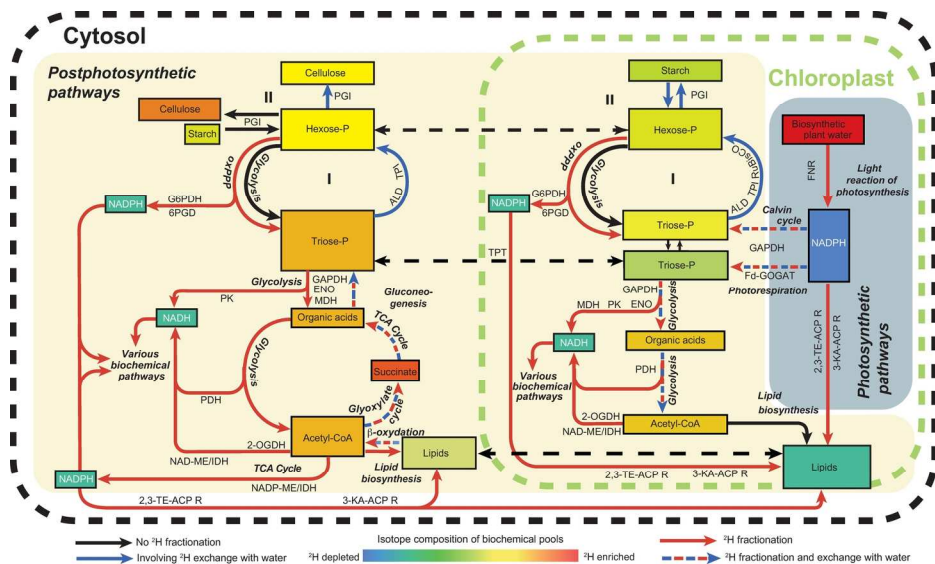 Cytosol
Postphotosynthetic
pathways
Cellulose
PGI
II
Cellulose
PGI
Starch
Hexose-P
oxPPP
Glycolysis
I
ALD TPI
NADPH
G6PDH
6PGD
Triose-P
Glycolysis
GAPDH
ENO
MDH
Gluconeo-
genesis
PK
NADH
Organic acids
TCA Cycle
Various
biochemical
pathways
Glycolysis
Succinate
PDH
Glyoxylate
cycle
Acetyl-CoA
β-oxydation
2-OGDH
NAD-ME/IDH
Lipids
Lipid
biosynthesis
TCA Cycle
NADPH
NADP-ME/IDH
2,3-TE-ACP R
3-KA-ACP R
Chloroplast
Starch
PGI
II
Hexose-P
oxPPP
Glycolysis
I
ALD TPI RuBisCO
NADPH
G6PDH
6PGD
Triose-P
TPT
Triose-P
GAPDH
MDH PK ENO
Glycolysis
NADH
Organic acids
Various
biochemical
pathways
PDH
Glycolysis
2-OGDH
NAD-ME/IDH
Acetyl-CoA
Lipid
biosynthesis
Biosynthetic
plant water
FNR
Light
reaction of
photosynthesis
Calvin
cycle
GAPDH
NADPH
Fd-GOGAT
Photorespiration
2,3-TE-ACP R
3-KA-ACP R
Photosynthetic
pathways
Lipids
2,3-TE-ACP R
3-KA-ACP R
No ²H fractionation
Involving ²H exchange with water
Isotope composition of biochemical pools
²H depleted
²H enriched
²H fractionation
²H fractionation and exchange with water